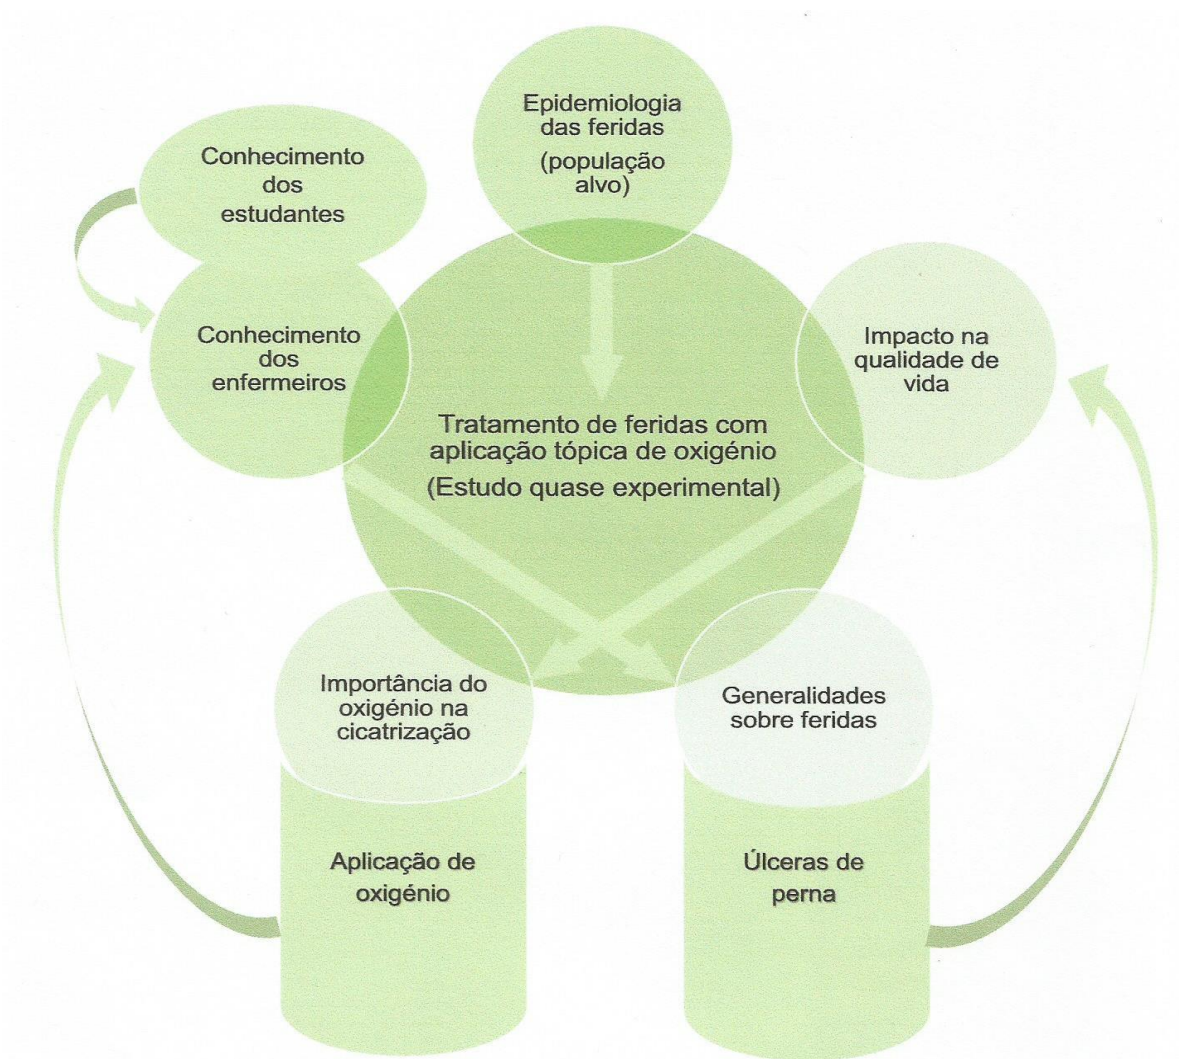 Epidemiologia
das feridas
(população
alvo)
Conhecimento
dos
estudantes
Conhecimento
dos
enfermeiros
Impacto na
qualidade de
vida
Tratamento de feridas com
aplicação tópica de oxigénio
(Estudo quase experimental)
Importância do
oxigénio na
cicatrização
Generalidades
sobre feridas
Aplicação de
oxigénio
Úlceras de
perna